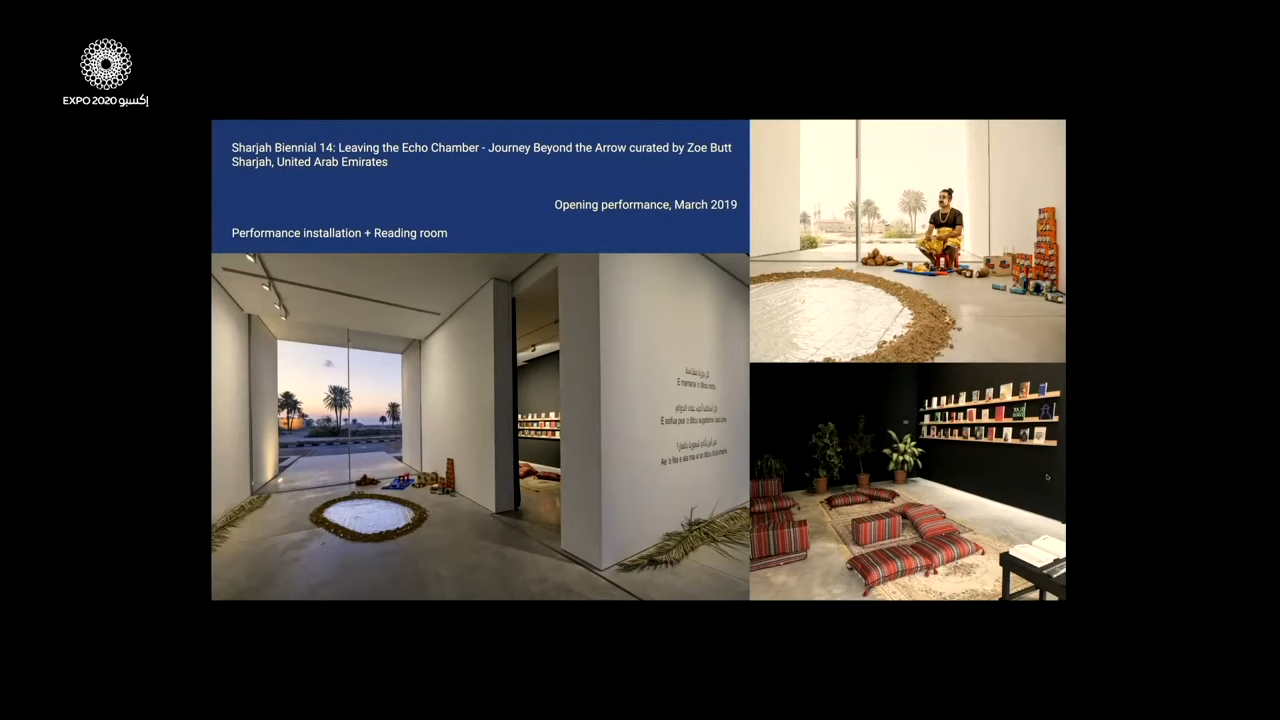 EXPO 2020 إكسبو
Sharjah Biennial 14: Leaving the Echo Chamber - Journey Beyond the Arrow curated by Zoe Butt
Sharjah, United Arab Emirates
Opening performance, March 2019
Performance installation + Reading room